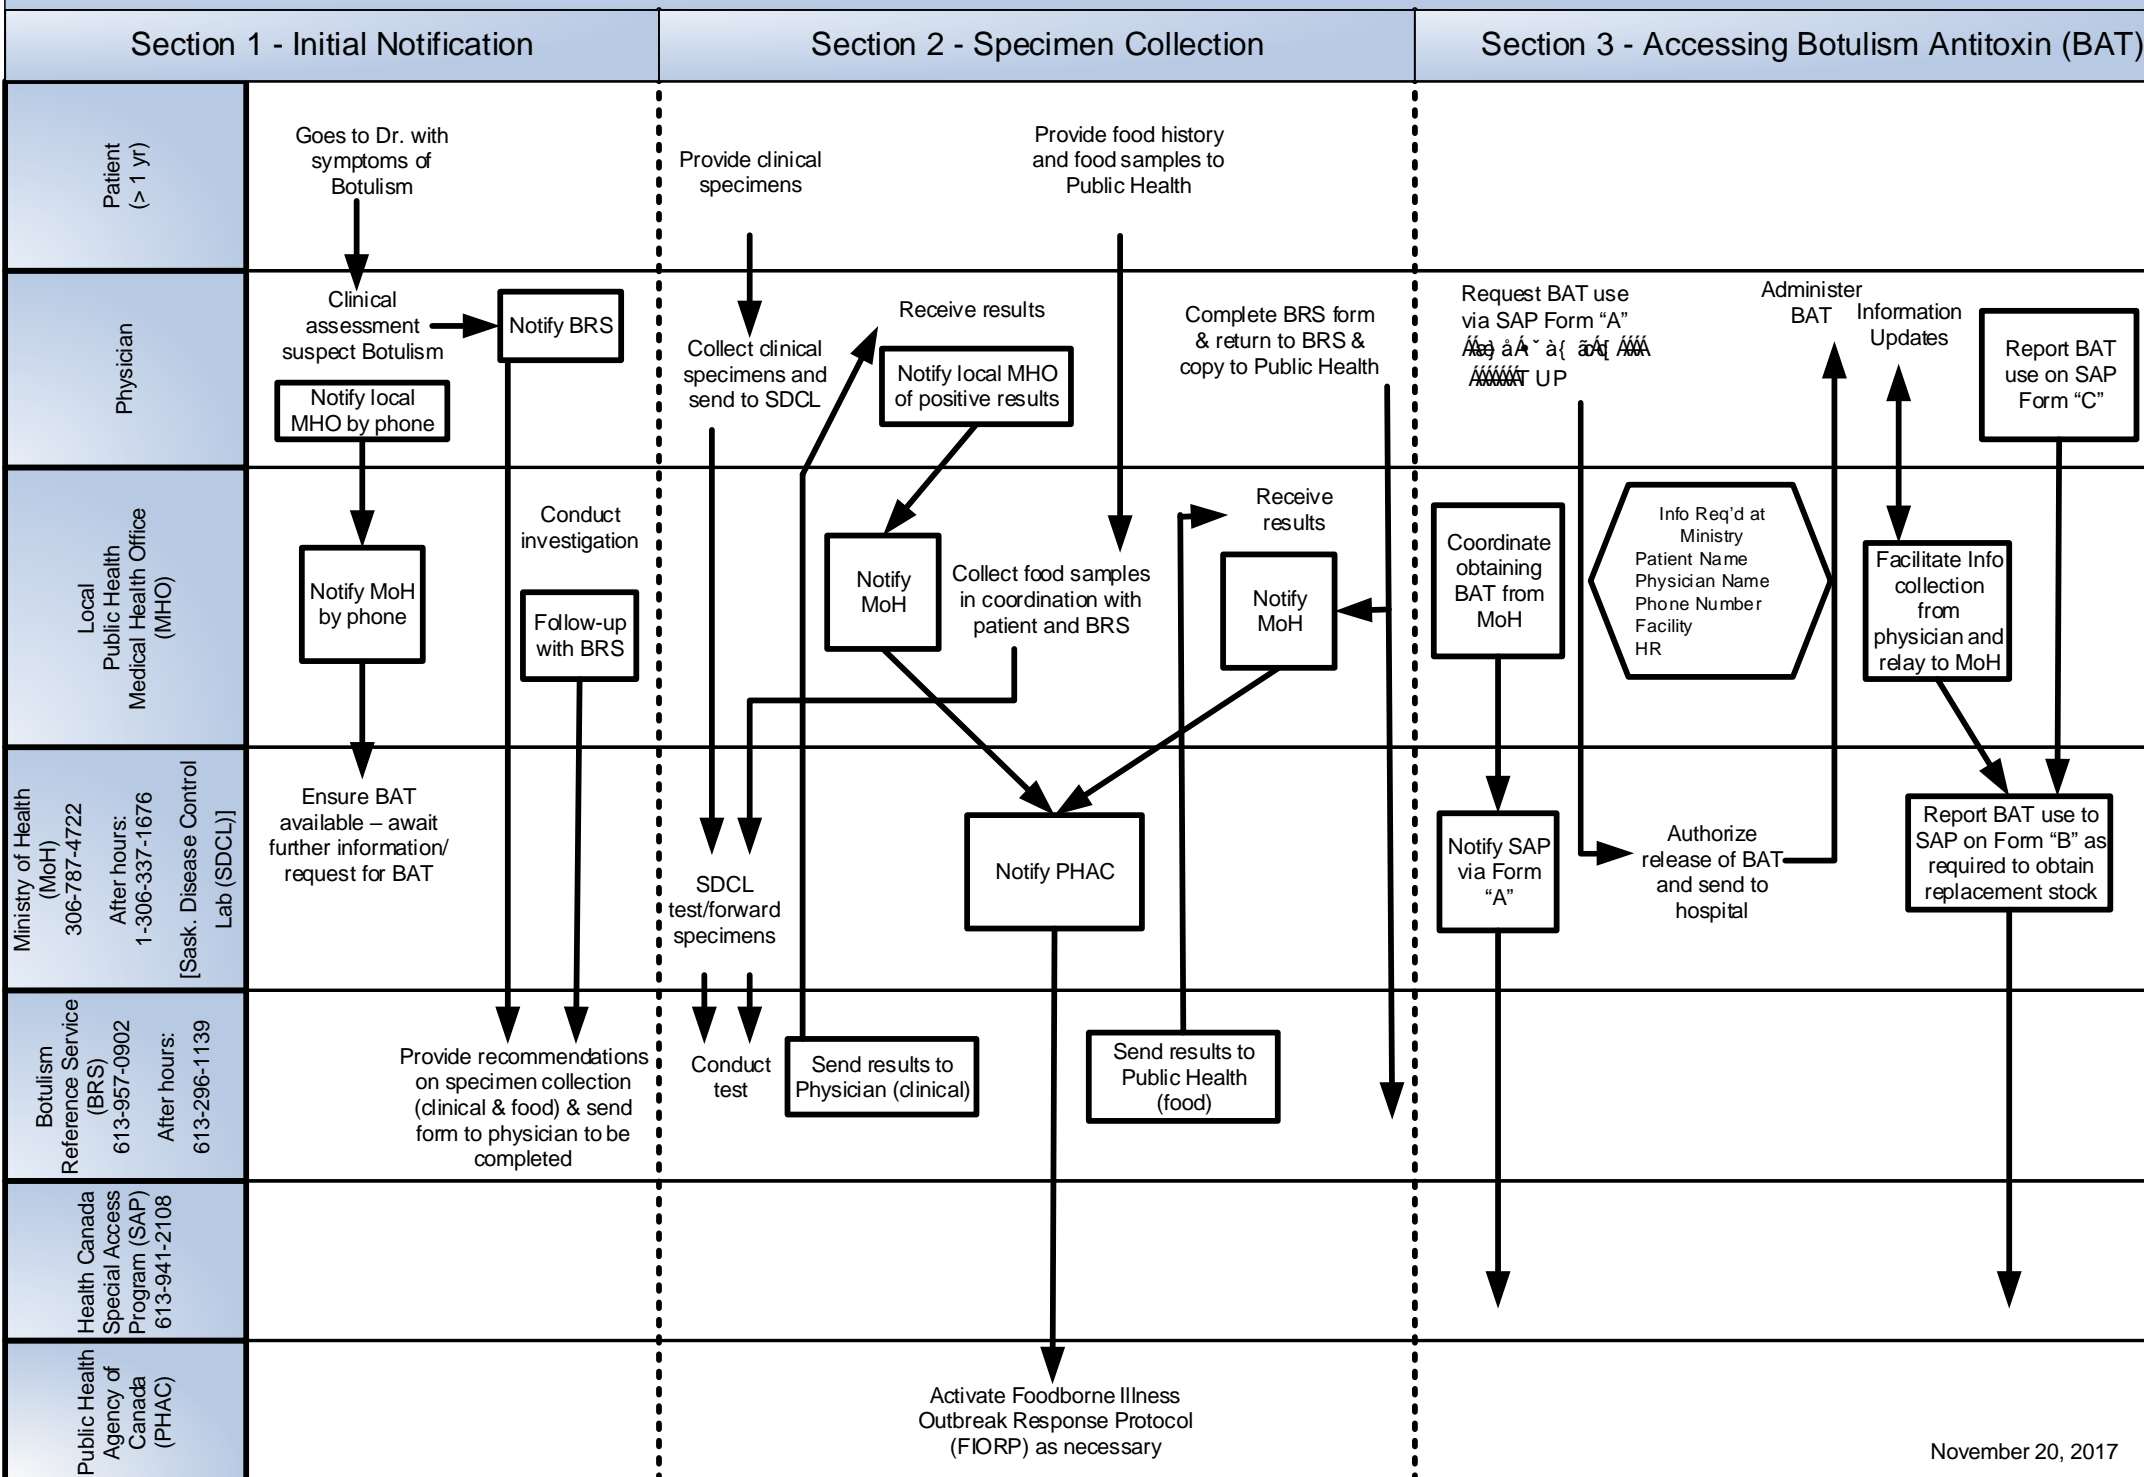 Section 1 - Initial Notification
Section 2 - Specimen Collection
Section 3 - Accessing Botulism Antitoxin (BAT)
Patient
(> 1 yr)
Goes to Dr. with
symptoms of
Botulism
Provide clinical
specimens
Provide food history
and food samples to
Public Health
Physician
Clinical
assessment
suspect Botulism
Notify BRS
Notify local
MHO by phone
Collect clinical
specimens and
send to SDCL
Receive results
Notify local MHO
of positive results
Complete BRS form
& return to BRS &
copy to Public Health
Request BAT use
via SAP Form “A”
UP
Administer
BAT
Information
Updates
Report BAT
use on SAP
Form “C”
Local
Public Health
Medical Health Office
(MHO)
Notify MoH
by phone
Conduct
investigation
Follow-up
with BRS
Notify
MoH
Collect food samples
in coordination with
patient and BRS
Receive
results
Notify
MoH
Coordinate
obtaining
BAT from
MoH
Info Req'd at
Ministry
Patient Name
Physician Name
Phone Number
Facility
HR
Facilitate Info
collection
from
physician and
relay to MoH
Ministry of Health
(MoH)
306-787-4722
After hours:
1-306-337-1676
[Sask. Disease Control
Lab (SDCL)]
Ensure BAT
available – await
further information/
request for BAT
SDCL
test/forward
specimens
Notify PHAC
Notify SAP
via Form
“A”
Authorize
release of BAT
and send to
hospital
Report BAT use to
SAP on Form “B” as
required to obtain
replacement stock
Botulism
Reference Service
(BRS)
613-957-0902
After hours:
613-296-1139
Provide recommendations
on specimen collection
(clinical & food) & send
form to physician to be
completed
Conduct
test
Send results to
Physician (clinical)
Send results to
Public Health
(food)
Health Canada
Special Access
Program (SAP)
613-941-2108
Public Health
Agency of
Canada
(PHAC)
Activate Foodborne Illness
Outbreak Response Protocol
(FIORP) as necessary
November 20, 2017